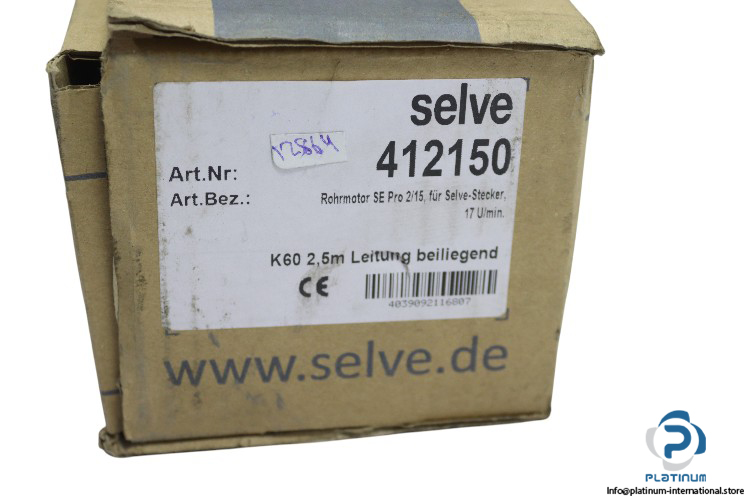 selve
Art.Nr: 412150
Art.Bez.: Rohrmotor SE Pro 2/15, für Selve-Stecker,
17 U/min.
K60 2,5m Leitung beiliegend
CE
4039092116807
www.selve.de
PLATINUM
Info@platinum-international.store